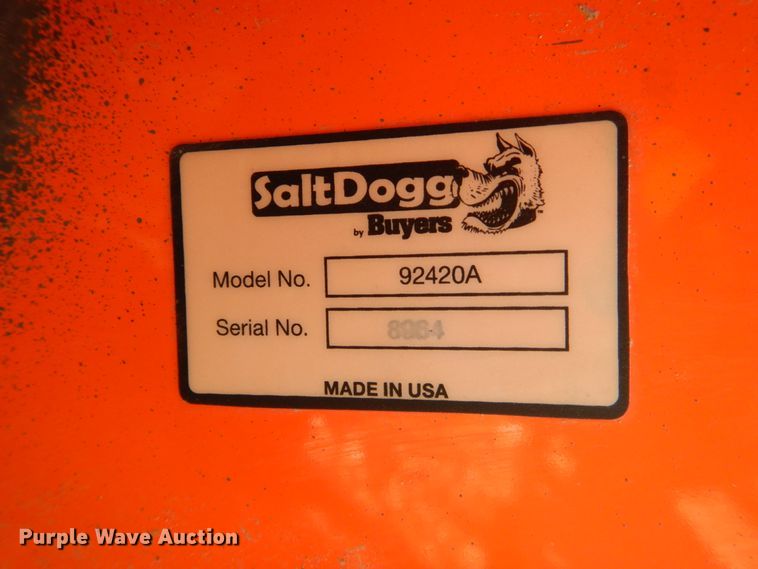 SaltDogg
by Buyers
Model No. 92420A
Serial No.
MADE IN USA
Purple Wave Auction